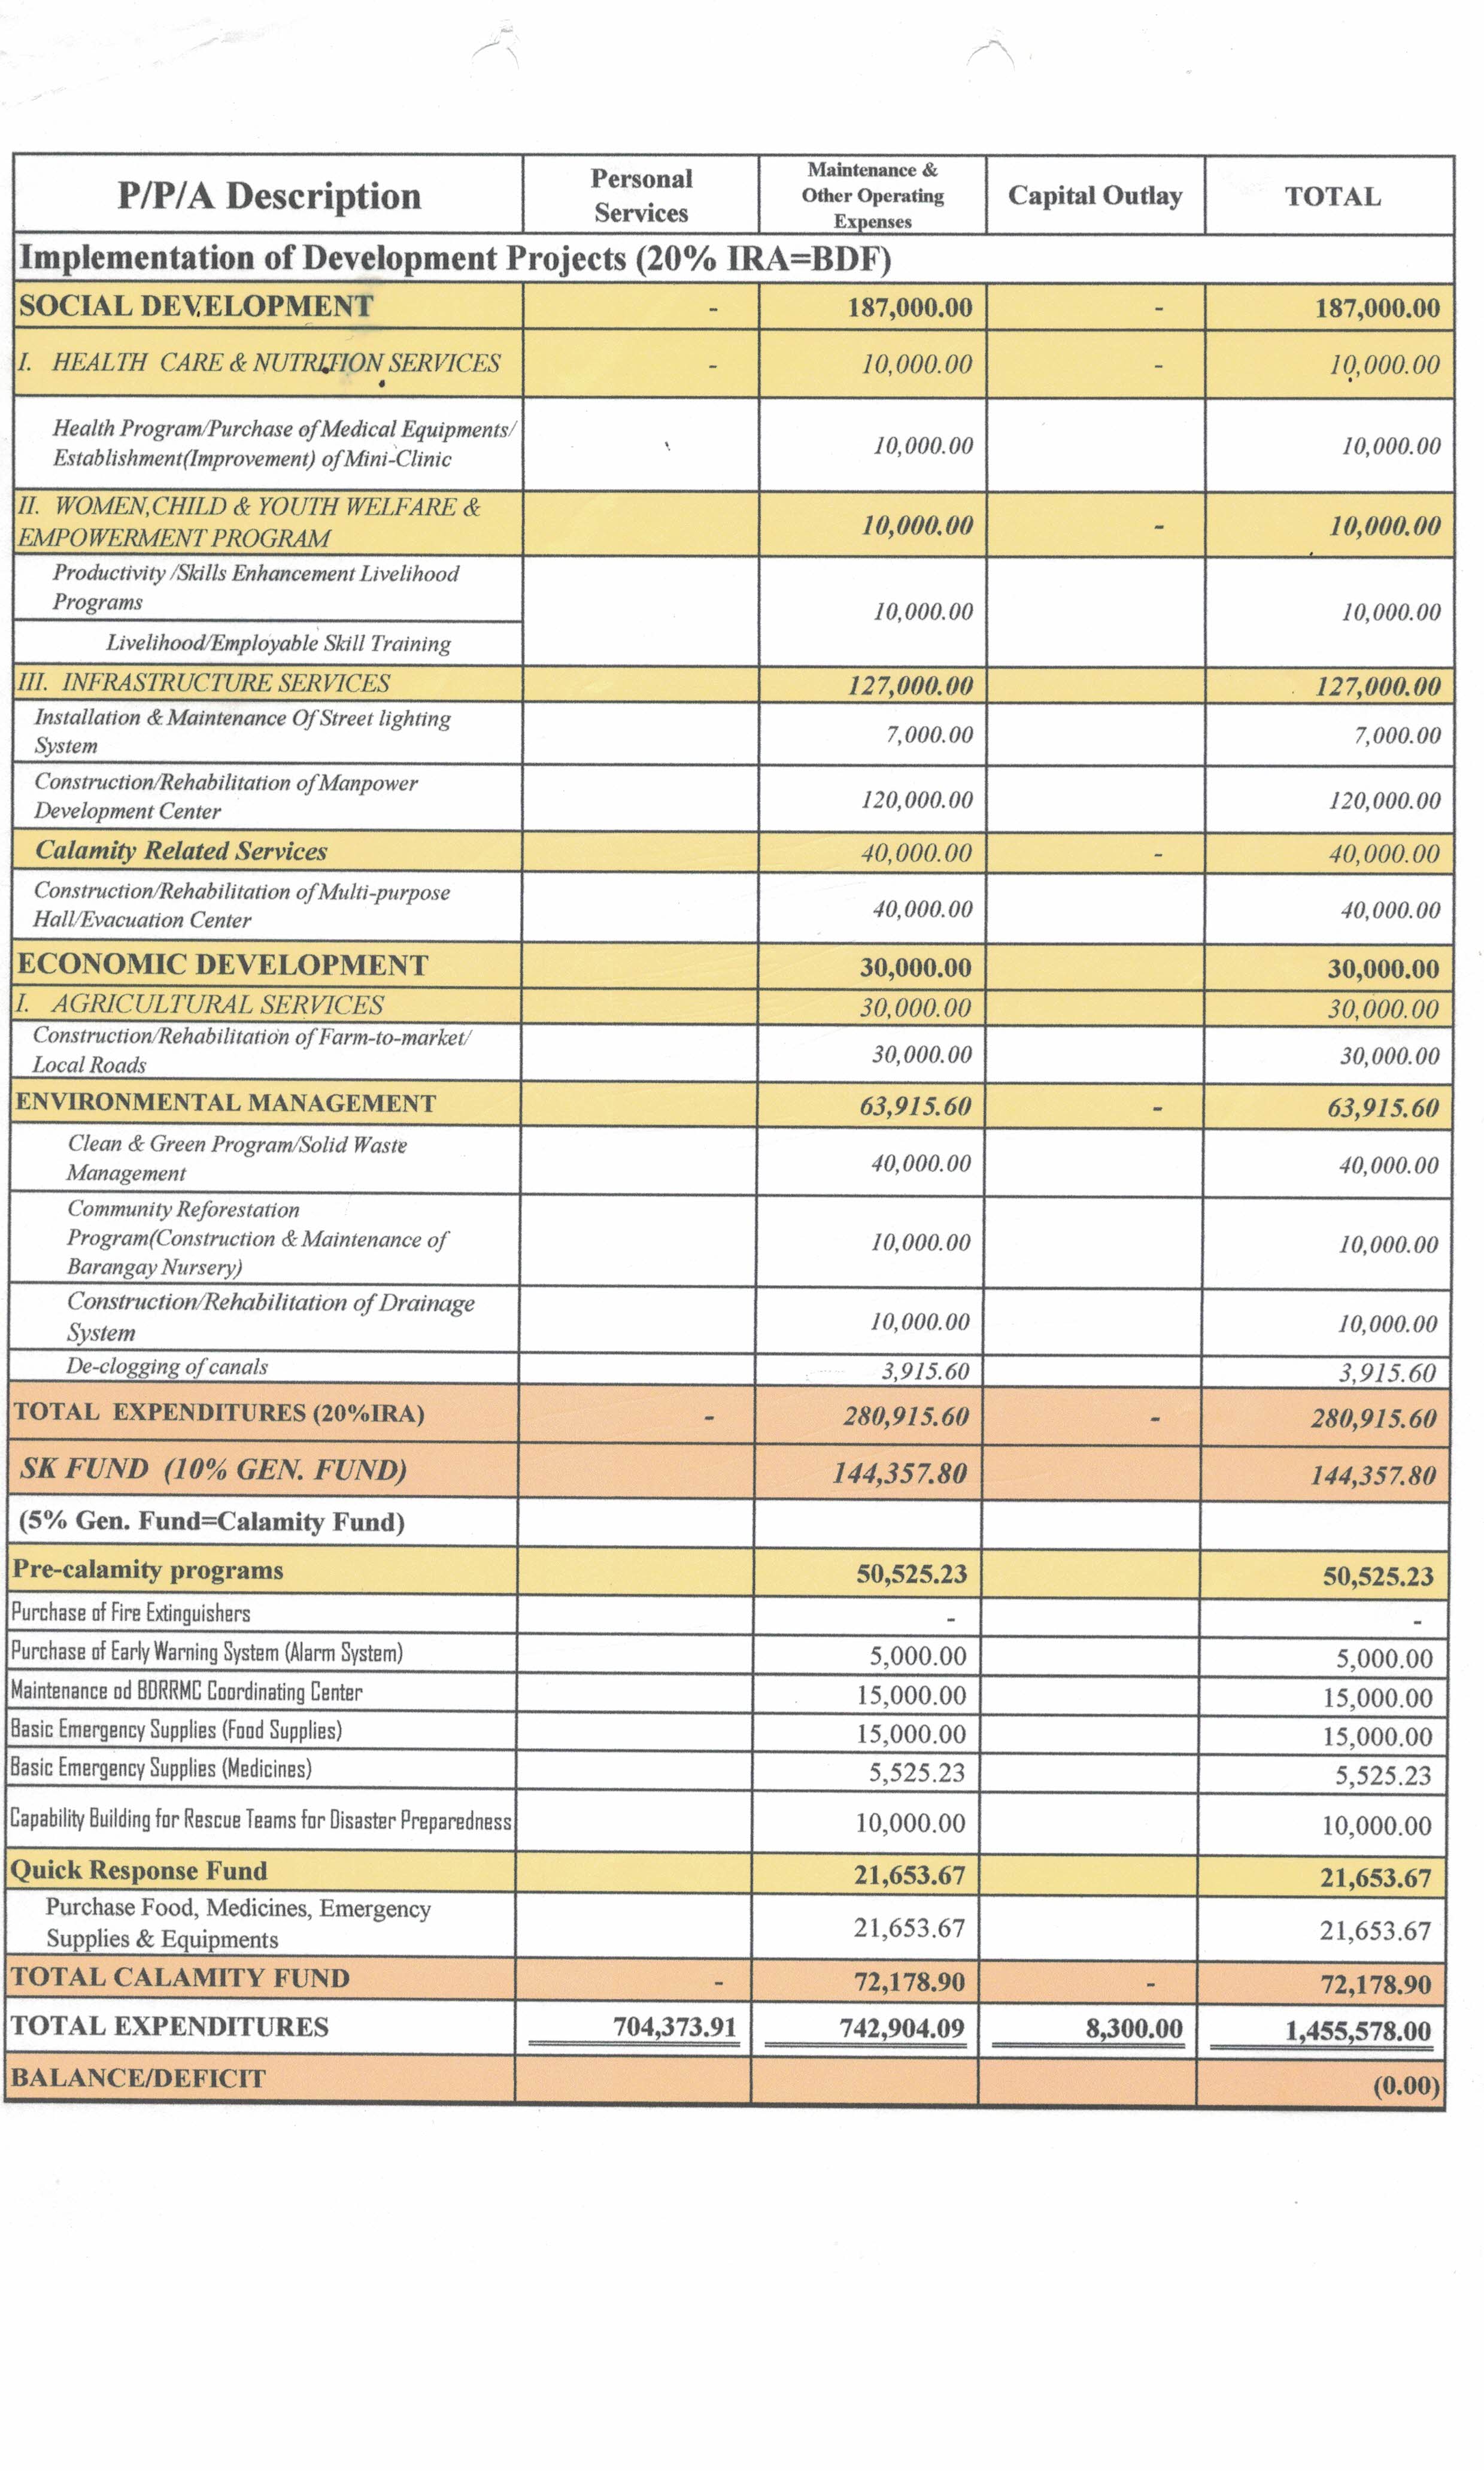 P/P/A Description
Personal
Services
Maintenance &
Other Operating
Expenses
Capital Outlay
TOTAL
Implementation of Development Projects (20% IRA=BDF)
SOCIAL DEVELOPMENT - 187,000.00 - 187,000.00
I. HEALTH CARE & NUTRITION SERVICES - 10,000.00 - 10,000.00
Health Program/Purchase of Medical Equipments/
Establishment(Improvement) of Mini-Clinic
10,000.00 10,000.00
II. WOMEN,CHILD & YOUTH WELFARE &
EMPOWERMENT PROGRAM
10,000.00 - 10,000.00
Productivity /Skills Enhancement Livelihood
Programs
Livelihood/Employable Skill Training
10,000.00 10,000.00
III. INFRASTRUCTURE SERVICES 127,000.00 127,000.00
Installation & Maintenance Of Street lighting
System
7,000.00 7,000.00
Construction/Rehabilitation of Manpower
Development Center
120,000.00 120,000.00
Calamity Related Services 40,000.00 - 40,000.00
Construction/Rehabilitation of Multi-purpose
Hall/Evacuation Center
40,000.00 40,000.00
ECONOMIC DEVELOPMENT 30,000.00 30,000.00
I. AGRICULTURAL SERVICES 30,000.00 30,000.00
Construction/Rehabilitation of Farm-to-market/
Local Roads
30,000.00 30,000.00
ENVIRONMENTAL MANAGEMENT 63,915.60 - 63,915.60
Clean & Green Program/Solid Waste
Management
40,000.00 40,000.00
Community Reforestation
Program(Construction & Maintenance of
Barangay Nursery)
10,000.00 10,000.00
Construction/Rehabilitation of Drainage
System
10,000.00 10,000.00
De-clogging of canals 3,915.60 3,915.60
TOTAL EXPENDITURES (20%IRA) - 280,915.60 - 280,915.60
SK FUND (10% GEN. FUND) 144,357.80 144,357.80
(5% Gen. Fund=Calamity Fund)
Pre-calamity programs 50,525.23 50,525.23
Purchase of Fire Extinguishers - -
Purchase of Early Warning System (Alarm System) 5,000.00 5,000.00
Maintenance od BDRRMC Coordinating Center 15,000.00 15,000.00
Basic Emergency Supplies (Food Supplies) 15,000.00 15,000.00
Basic Emergency Supplies (Medicines) 5,525.23 5,525.23
Capability Building for Rescue Teams for Disaster Preparedness 10,000.00 10,000.00
Quick Response Fund 21,653.67 21,653.67
Purchase Food, Medicines, Emergency
Supplies & Equipments
21,653.67 21,653.67
TOTAL CALAMITY FUND - 72,178.90 - 72,178.90
TOTAL EXPENDITURES 704,373.91 742,904.09 8,300.00 1,455,578.00
BALANCE/DEFICIT (0.00)